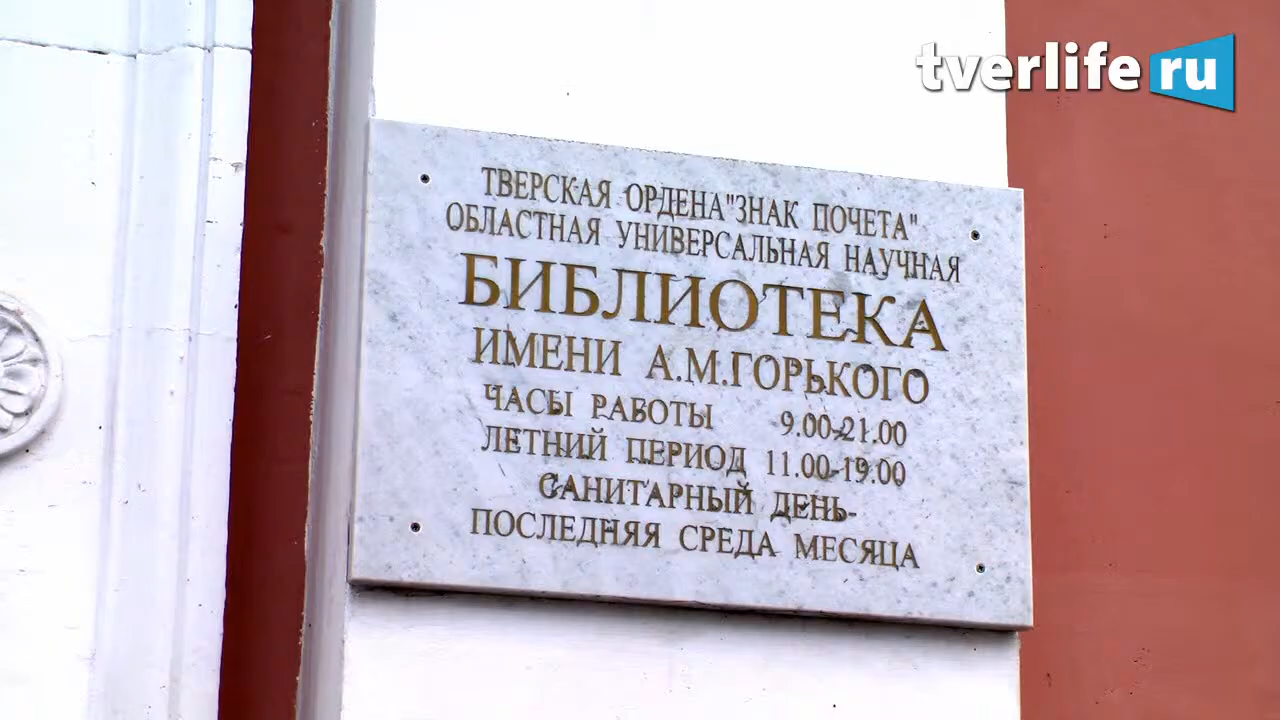 tverlife ru
ТВЕРСКАЯ ОРДЕНА"ЗНАК ПОЧЕТА"
ОБЛАСТНАЯ УНИВЕРСАЛЬНАЯ НАУЧНАЯ
БИБЛИОТЕКА
ИМЕНИ А.М.ГОРЬКОГО
ЧАСЫ РАБОТЫ 9.00-21.00
ЛЕТНИЙ ПЕРИОД 11.00-19.00
САНИТАРНЫЙ ДЕНЬ-
ПОСЛЕДНЯЯ СРЕДА МЕСЯЦА